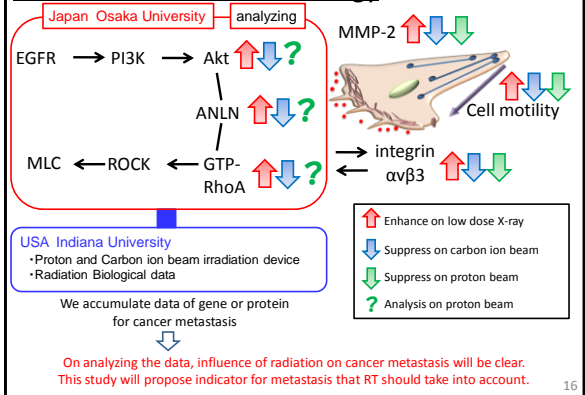 Japan Osaka University
analyzing
EGFR
PI3K
Akt
?
ANLN
?
MLC
ROCK
GTP-
RhoA
?
MMP-2
Cell motility
integrin
αvβ3
USA Indiana University
・Proton and Carbon ion beam irradiation device
・Radiation Biological data
Enhance on low dose X-ray
Suppress on carbon ion beam
Suppress on proton beam
? Analysis on proton beam
We accumulate data of gene or protein
for cancer metastasis
On analyzing the data, influence of radiation on cancer metastasis will be clear.
This study will propose indicator for metastasis that RT should take into account.
16